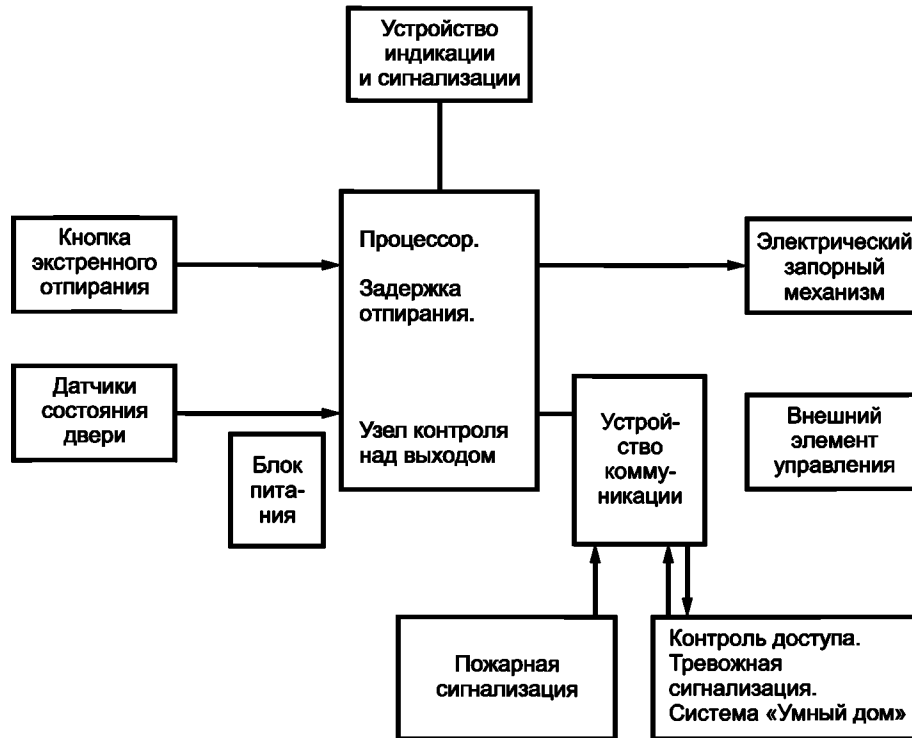 Устройство
индикации
и сигнализации
Кнопка
экстренного
отпирания
Процессор.
Задержка
отпирания.
Узел контроля
над выходом
Электрический
запорный
механизм
Датчики
состояния
двери
Блок
пита-
ния
Устрой-
ство
комму-
никации
Внешний
элемент
управления
Пожарная
сигнализация
Контроль доступа.
Тревожная
сигнализация.
Система «Умный дом»